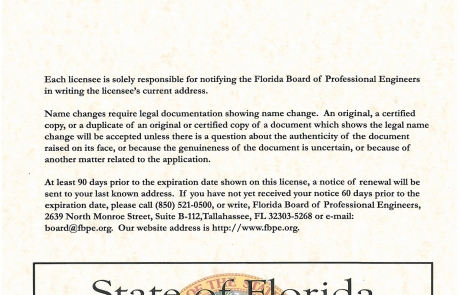 Each licensee is solely responsible for notifying the Florida Board of Professional Engineers
in writing the licensee's current address.
Name changes require legal documentation showing name change. An original, a certified
copy, or a duplicate of an original or certified copy of a document which shows the legal name
change will be accepted unless there is a question about the authenticity of the document
raised on its face, or because the genuineness of the document is uncertain, or because of
another matter related to the application.
At least 90 days prior to the expiration date shown on this license, a notice of renewal will be
sent to your last known address. If you have not yet received your notice 60 days prior to the
expiration date, please call (850) 521-0500, or write, Florida Board of Professional Engineers,
2639 North Monroe Street, Suite B-112,Tallahassee, FL 32303-5268 or e-mail:
board@fbpe.org. Our website address is http://www.fbpe.org.
State of Florida